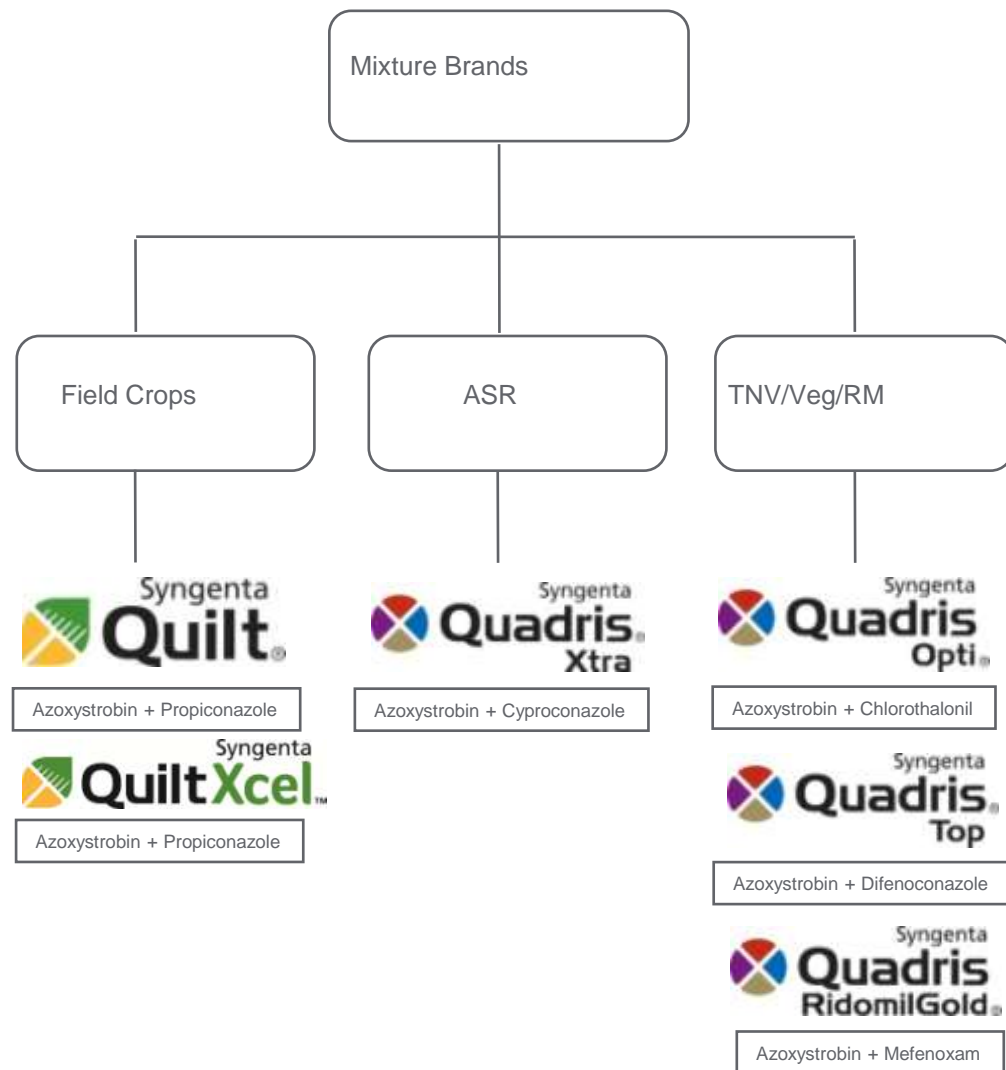 Mixture Brands
Field Crops
ASR
TNV/Veg/RM
Syngenta
Quilt®
Azoxystrobin + Propiconazole
Syngenta
QuiltXcel™
Azoxystrobin + Propiconazole
Syngenta
Quadris®
Xtra
Azoxystrobin + Cyproconazole
Syngenta
Quadris
Opti®
Azoxystrobin + Chlorothalonil
Syngenta
Quadris®
Top
Azoxystrobin + Difenoconazole
Syngenta
Quadris
RidomilGold®
Azoxystrobin + Mefenoxam